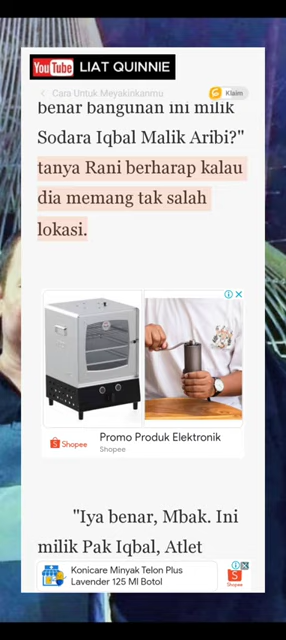 YouTube LIAT QUINNIE
Cara Untuk Meyakinkanmu
Klaim
benar bangunan ini milik
Sodara Iqbal Malik Aribi?"
tanya Rani berharap kalau
dia memang tak salah
lokasi.
Promo Produk Elektronik
Shopee
Shopee
"Iya benar, Mbak. Ini
milik Pak Iqbal, Atlet
Konicare Minyak Telon Plus
Lavender 125 Ml Botol
Shopee